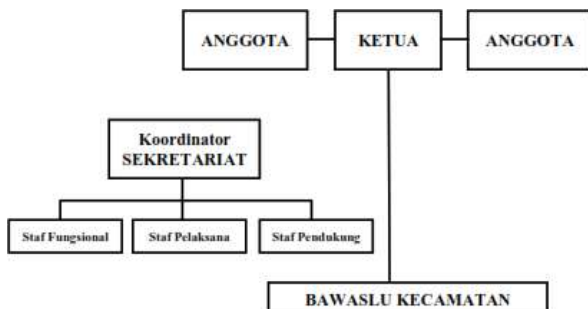 ANGGOTA
KETUA
ANGGOTA
Koordinator
SEKRETARIAT
Staf Fungsional
Staf Pelaksana
Staf Pendukung
BAWASLU KECAMATAN